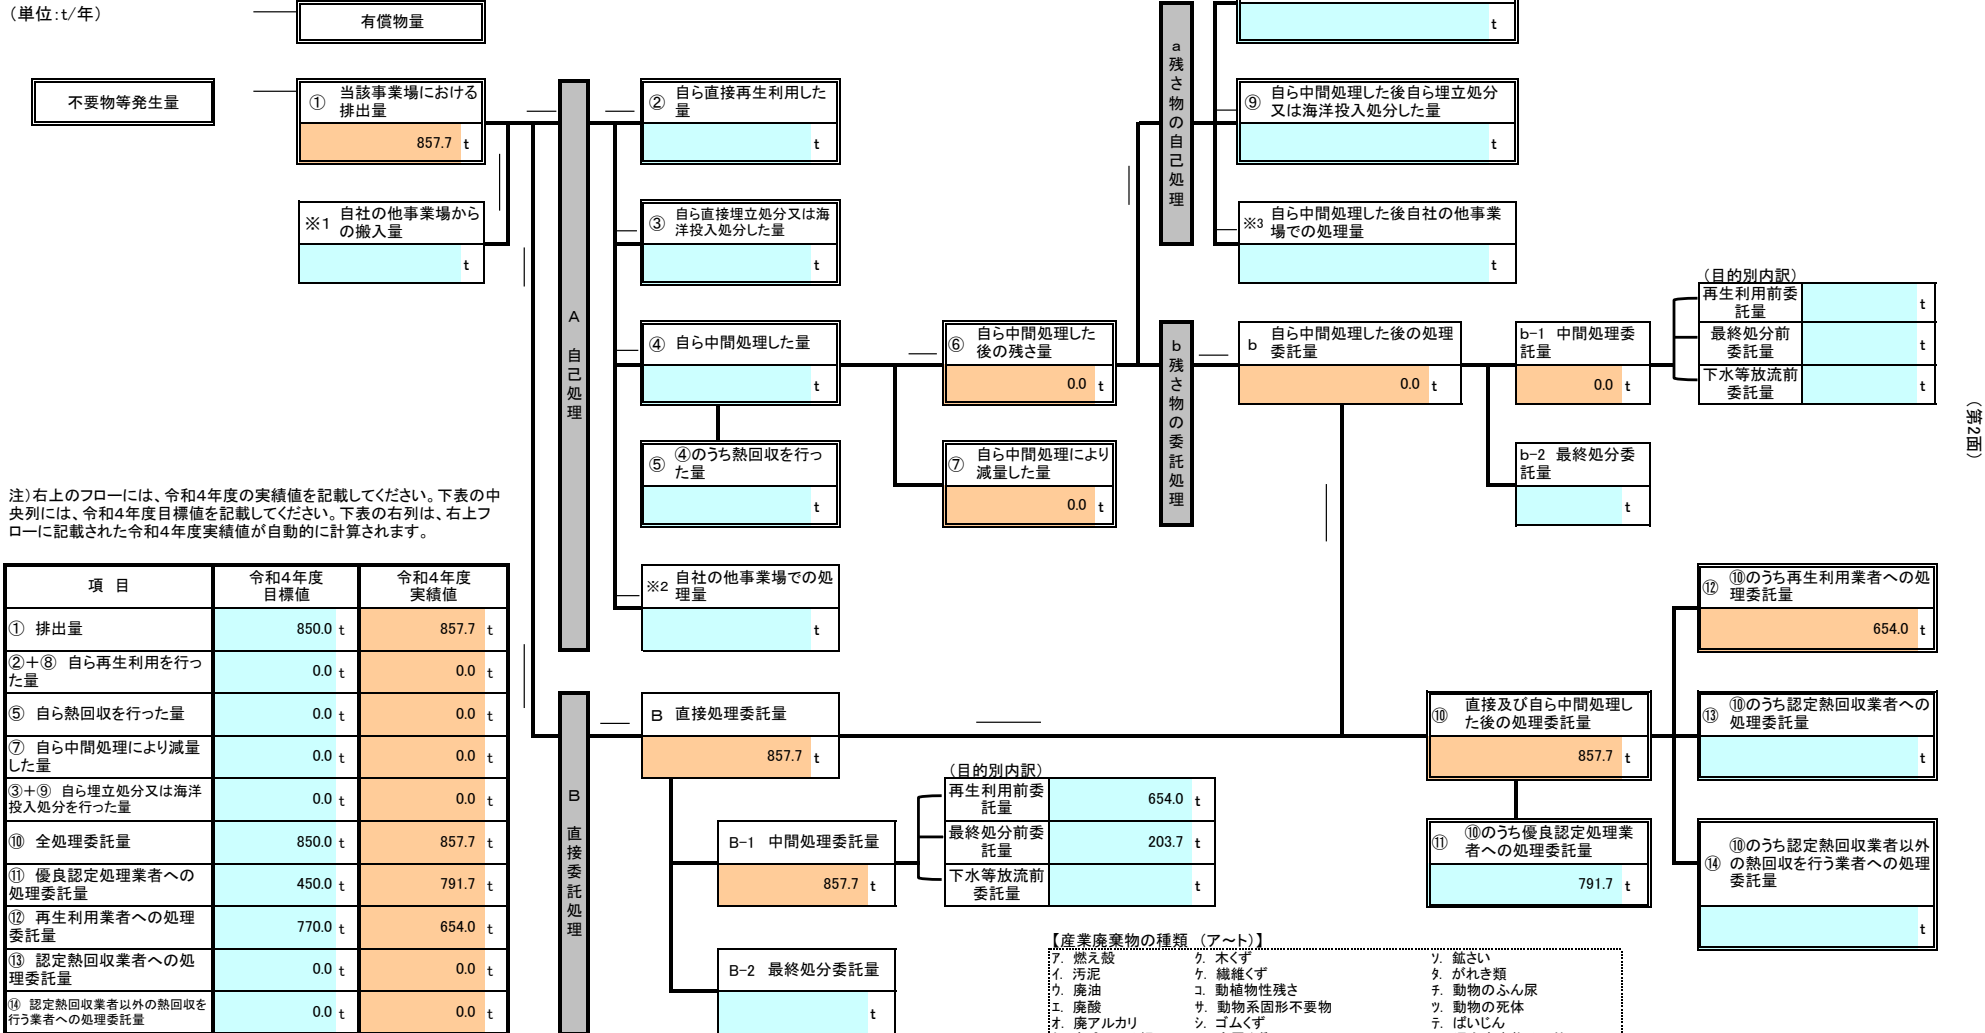 (単位:t/年)
有償物量
不要物等発生量
① 当該事業場における
排出量
857.7 t
※1 自社の他事業場から
の搬入量
t
A 自己処理
② 自ら直接再生利用した
量
t
③ 自ら直接埋立処分又は海
洋投入処分した量
t
④ 自ら中間処理した量
t
⑤ ④のうち熱回収を行っ
た量
t
※2 自社の他事業場での処
理量
t
⑥ 自ら中間処理した
後の残さ量
0.0 t
⑦ 自ら中間処理により
減量した量
0.0 t
a 残さ物の自己処理
t
⑨ 自ら中間処理した後自ら埋立処分
又は海洋投入処分した量
t
※3 自ら中間処理した後自社の他事業
場での処理量
t
b 残さ物の委託処理
b 自ら中間処理した後の処理
委託量
0.0 t
b-1 中間処理委
託量
0.0 t
b-2 最終処分委
託量
t
(目的別内訳)
再生利用前委
託量
t
最終処分前
委託量
t
下水等放流前
委託量
t
(第2面)
注)右上のフローには、令和4年度の実績値を記載してください。下表の中
央列には、令和4年度目標値を記載してください。下表の右列は、右上フ
ローに記載された令和4年度実績値が自動的に計算されます。
項 目 令和4年度
目標値 令和4年度
実績値
① 排出量 850.0 t 857.7 t
②+⑧ 自ら再生利用を行っ
た量 0.0 t 0.0 t
⑤ 自ら熱回収を行った量 0.0 t 0.0 t
⑦ 自ら中間処理により減量
した量 0.0 t 0.0 t
③+⑨ 自ら埋立処分又は海洋
投入処分を行った量 0.0 t 0.0 t
⑩ 全処理委託量 850.0 t 857.7 t
⑪ 優良認定処理業者への
処理委託量 450.0 t 791.7 t
⑫ 再生利用業者への処理
委託量 770.0 t 654.0 t
⑬ 認定熱回収業者への処
理委託量 0.0 t 0.0 t
⑭ 認定熱回収業者以外の熱回収を
行う業者への処理委託量 0.0 t 0.0 t
B 直接委託処理
B 直接処理委託量
857.7 t
B-1 中間処理委託量
857.7 t
B-2 最終処分委託量
t
(目的別内訳)
再生利用前委
託量
654.0 t
最終処分前委
託量
203.7 t
下水等放流前
委託量
t
⑩ 直接及び自ら中間処理し
た後の処理委託量
857.7 t
⑪ ⑩のうち優良認定処理業
者への処理委託量
791.7 t
⑫ ⑩のうち再生利用業者への処
理委託量
654.0 t
⑬ ⑩のうち認定熱回収業者への
処理委託量
t
⑭ ⑩のうち認定熱回収業者以外
の熱回収を行う業者への処理
委託量
t
【産業廃棄物の種類 (ア~ト)】
ア. 燃え殻 ク. 木くず ソ. 鉱さい
イ. 汚泥 ケ. 繊維くず タ. がれき類
ウ. 廃油 コ. 動植物性残さ チ. 動物のふん尿
エ. 廃酸 サ. 動物系固形不要物 ツ. 動物の死体
オ. 廃アルカリ シ. ゴムくず テ. ばいじん